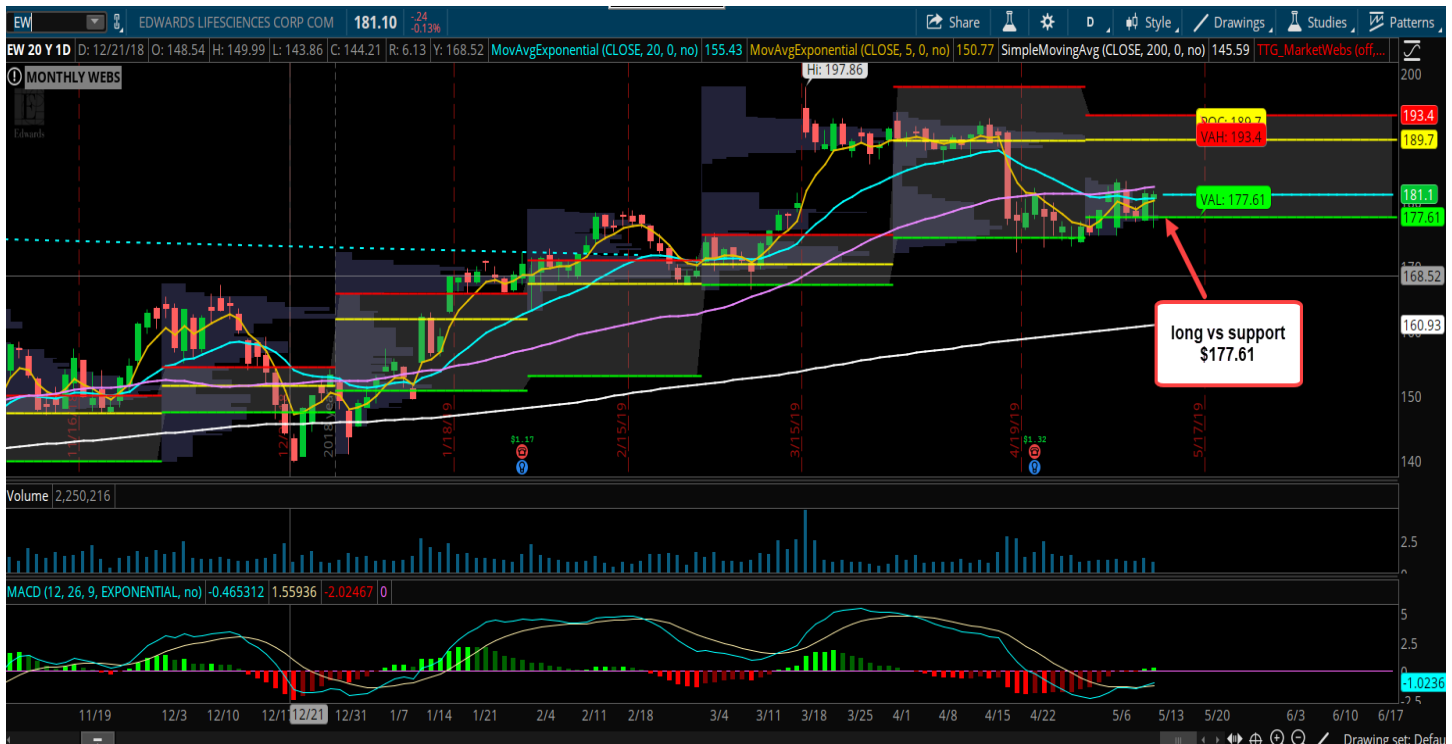 EW EDWARDS LIFESCIENCES CORP COM 181.10 -.24 -0.13% Share D Style Drawings Studies Patterns
EW 20 Y 1D D: 12/21/18 O: 148.54 H: 149.99 L: 143.86 C: 144.21 R: 6.13 Y: 168.52 MovAvgExponential (CLOSE, 20, 0, no) 155.43 MovAvgExponential (CLOSE, 5, 0, no) 150.77 SimpleMovingAvg (CLOSE, 200, 0, no) 145.59 TTG_MarketWebs (off,...
MONTHLY WEBS
Edwards
Hi: 197.86
200
193.4
POC: 189.7
VAH: 193.4
189.7
181.1
VAL: 177.61
177.61
168.52
160.93
long vs support
$177.61
150
140
1/18/19
2/15/19
3/15/19
4/19/19
5/17/19
$1.17
$1.32
Volume 2,250,216
2.5
MACD (12, 26, 9, EXPONENTIAL, no) -0.465312 1.55936 -2.02467 0
5
2.5
0
-1.0236
-2.5
11/19 12/3 12/10 12/21 12/31 1/7 1/14 1/21 2/4 2/11 2/18 3/4 3/11 3/18 3/25 4/1 4/8 4/15 4/22 5/6 5/13 5/20 6/3 6/10 6/17
Drawing set: Defau